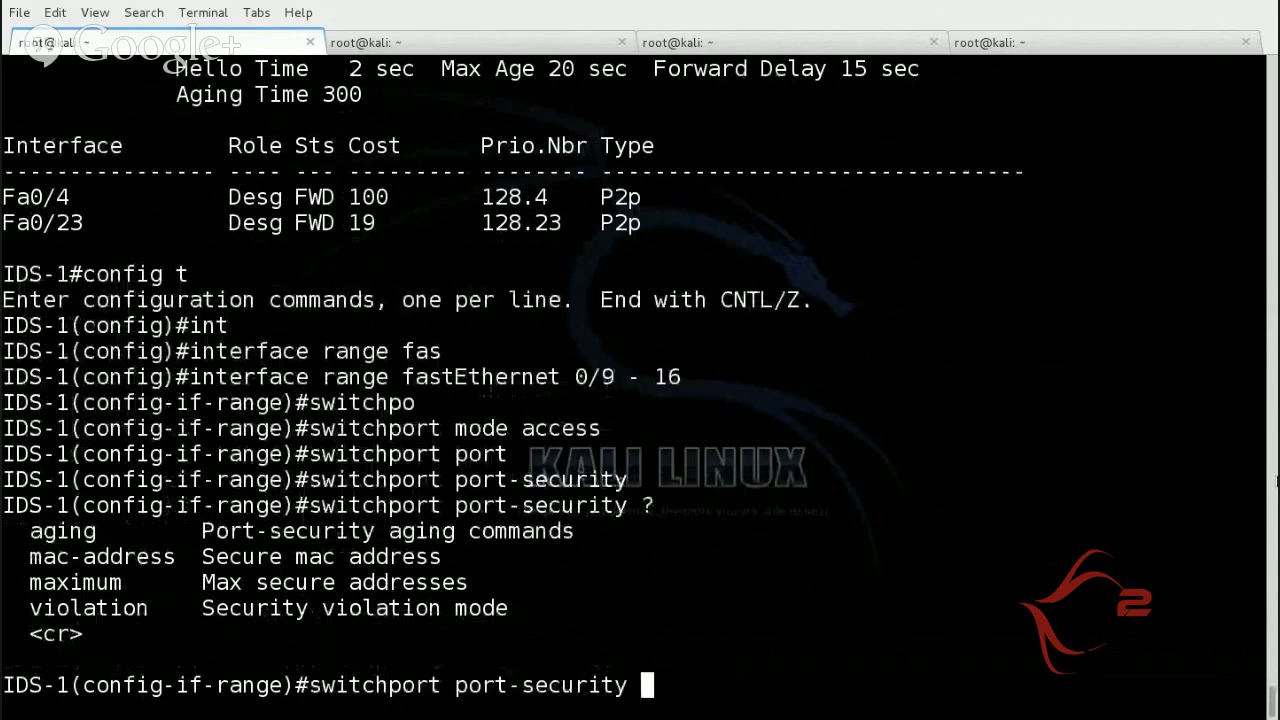 File Edit View Search Terminal Tabs Help
root@kali: ~ × root@kali: ~ × root@kali: ~ × root@kali: ~ ×
Google+
Hello Time   2 sec  Max Age 20 sec  Forward Delay 15 sec
Aging Time 300
Interface        Role Sts Cost      Prio.Nbr Type
---------------- ---- --- --------- -------- --------------------------------
Fa0/4            Desg FWD 100       128.4    P2p
Fa0/23           Desg FWD 19        128.23   P2p
IDS-1#config t
Enter configuration commands, one per line.  End with CNTL/Z.
IDS-1(config)#int
IDS-1(config)#interface range fas
IDS-1(config)#interface range fastEthernet 0/9 - 16
IDS-1(config-if-range)#switchpo
IDS-1(config-if-range)#switchport mode access
IDS-1(config-if-range)#switchport port
KALI LINUX
IDS-1(config-if-range)#switchport port-security
IDS-1(config-if-range)#switchport port-security ?
  aging        Port-security aging commands
  mac-address  Secure mac address
  maximum      Max secure addresses
  violation    Security violation mode
  <cr>
2
IDS-1(config-if-range)#switchport port-security